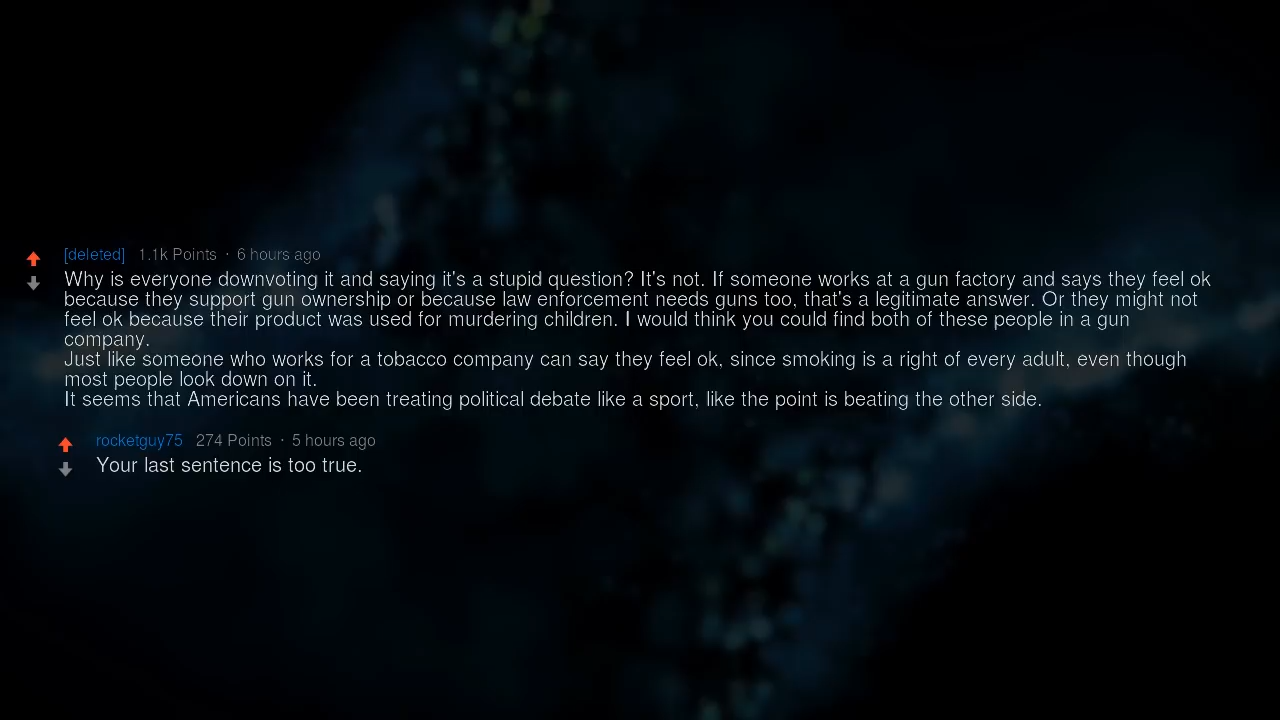 [deleted] 1.1k Points · 6 hours ago
Why is everyone downvoting it and saying it's a stupid question? It's not. If someone works at a gun factory and says they feel ok
because they support gun ownership or because law enforcement needs guns too, that's a legitimate answer. Or they might not
feel ok because their product was used for murdering children. I would think you could find both of these people in a gun
company.
Just like someone who works for a tobacco company can say they feel ok, since smoking is a right of every adult, even though
most people look down on it.
It seems that Americans have been treating political debate like a sport, like the point is beating the other side.
rocketguy75 274 Points · 5 hours ago
Your last sentence is too true.